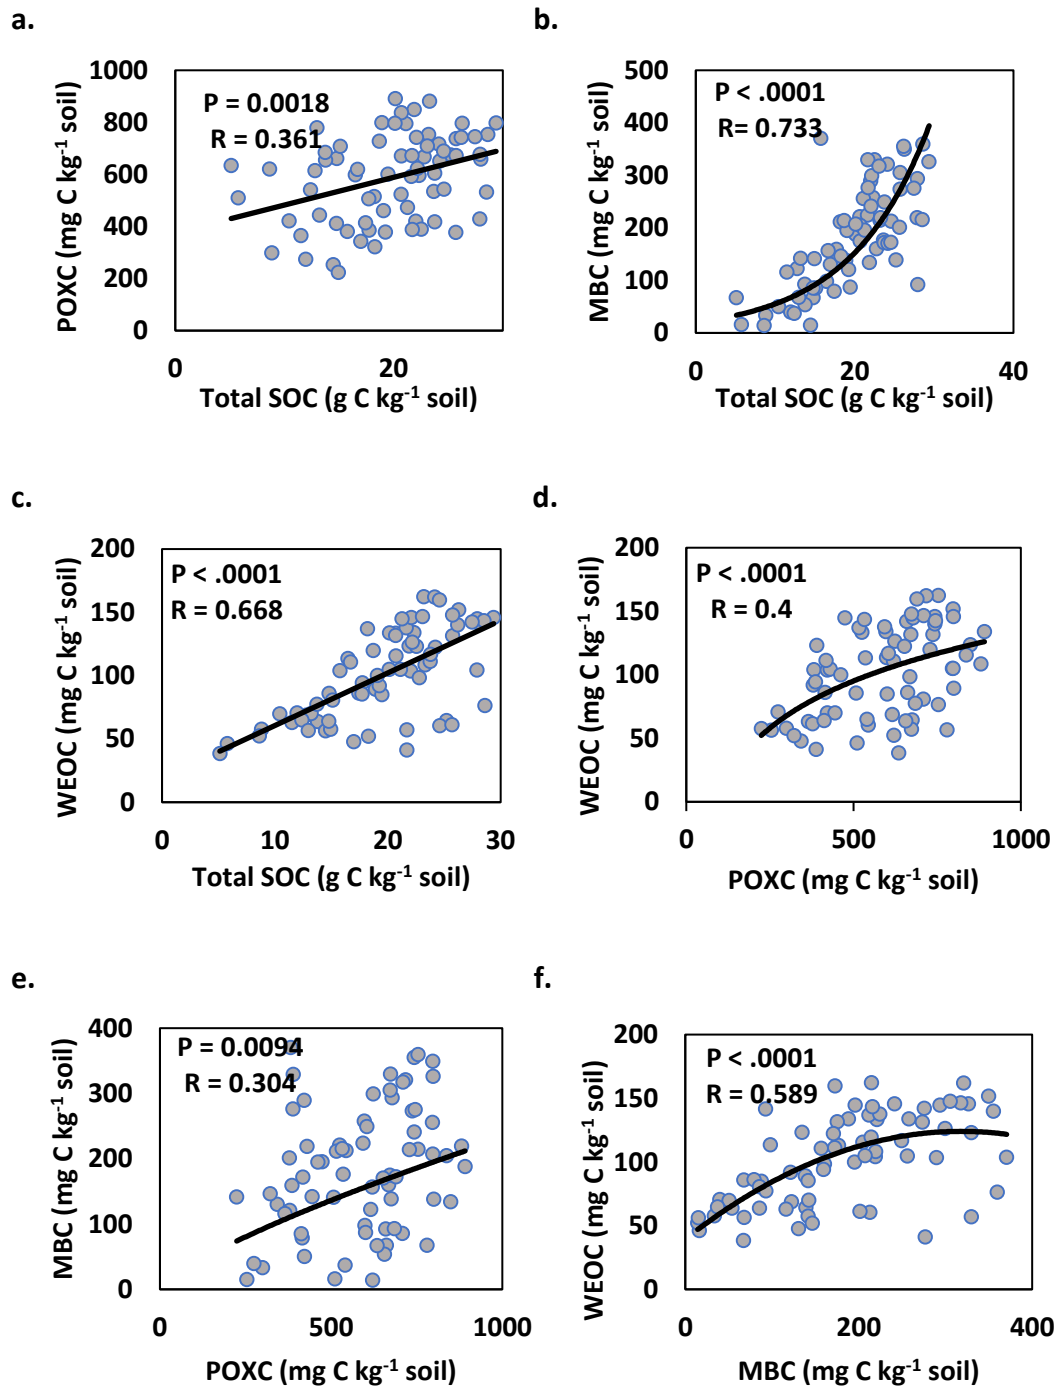 a.
P = 0.0018
R = 0.361
POXC (mg C kg-1 soil)
1000
800
600
400
200
0
0
20
Total SOC (g C kg-1 soil)
b.
P < .0001
R= 0.733
MBC (mg C kg-1 soil)
500
400
300
200
100
0
0
20
40
Total SOC (g C kg-1 soil)
c.
P < .0001
R = 0.668
WEOC (mg C kg-1 soil)
200
150
100
50
0
0
10
20
30
Total SOC (g C kg-1 soil)
d.
P < .0001
R = 0.4
WEOC (mg C kg-1 soil)
200
150
100
50
0
0
500
1000
POXC (mg C kg-1 soil)
e.
P = 0.0094
R = 0.304
MBC (mg C kg-1 soil)
400
300
200
100
0
0
500
1000
POXC (mg C kg-1 soil)
f.
P < .0001
R = 0.589
WEOC (mg C kg-1 soil)
200
150
100
50
0
0
200
400
MBC (mg C kg-1 soil)